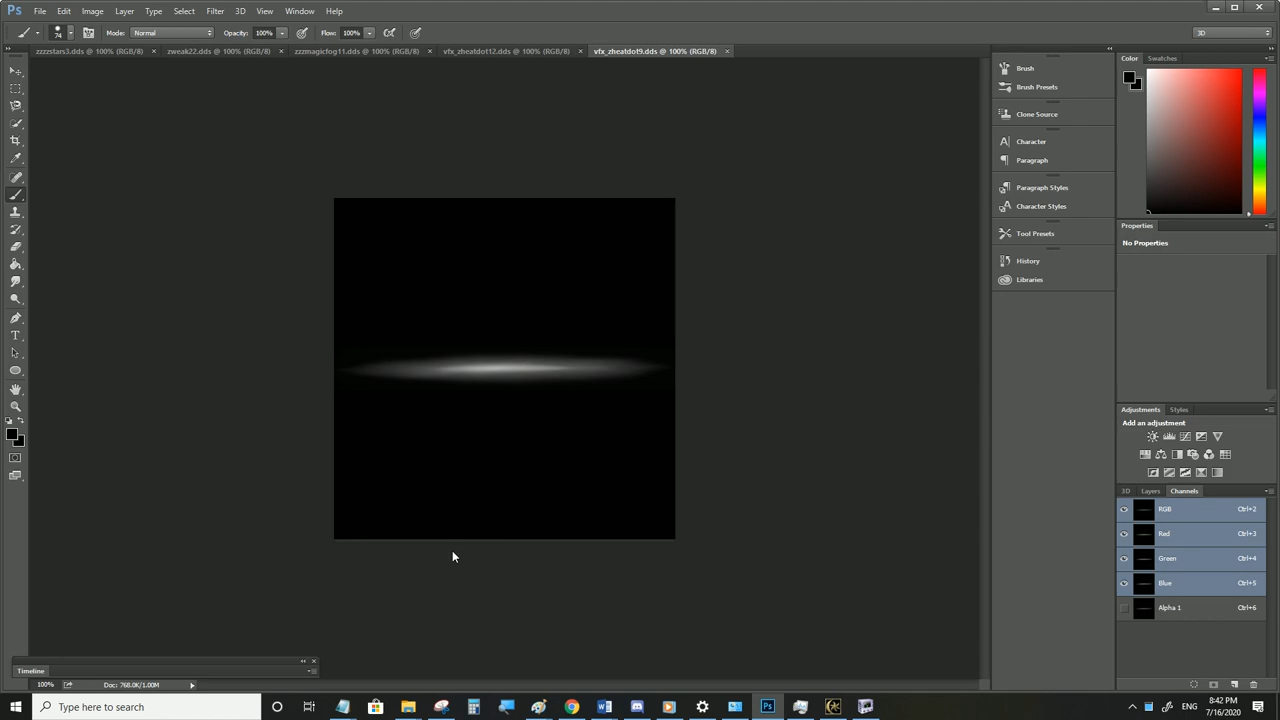 Ps File Edit Image Layer Type Select Filter 3D View Window Help
74 Mode: Normal Opacity: 100% Flow: 100% 3D
zzzzstars3.dds @ 100% (RGB/8) × zweak22.dds @ 100% (RGB/8) × zzzmagicfog11.dds @ 100% (RGB/8) × vfx_zheatdot12.dds @ 100% (RGB/8) × vfx_zheatdot9.dds @ 100% (RGB/8) ×
Brush
Brush Presets
Clone Source
Character
Paragraph
Paragraph Styles
Character Styles
Tool Presets
History
Libraries
Color Swatches
Properties
No Properties
Adjustments Styles
Add an adjustment
3D Layers Channels
RGB Ctrl+2
Red Ctrl+3
Green Ctrl+4
Blue Ctrl+5
Alpha 1 Ctrl+6
Timeline
100% Doc: 768.0K/1.00M
Type here to search
8:42 PM
7/16/2020